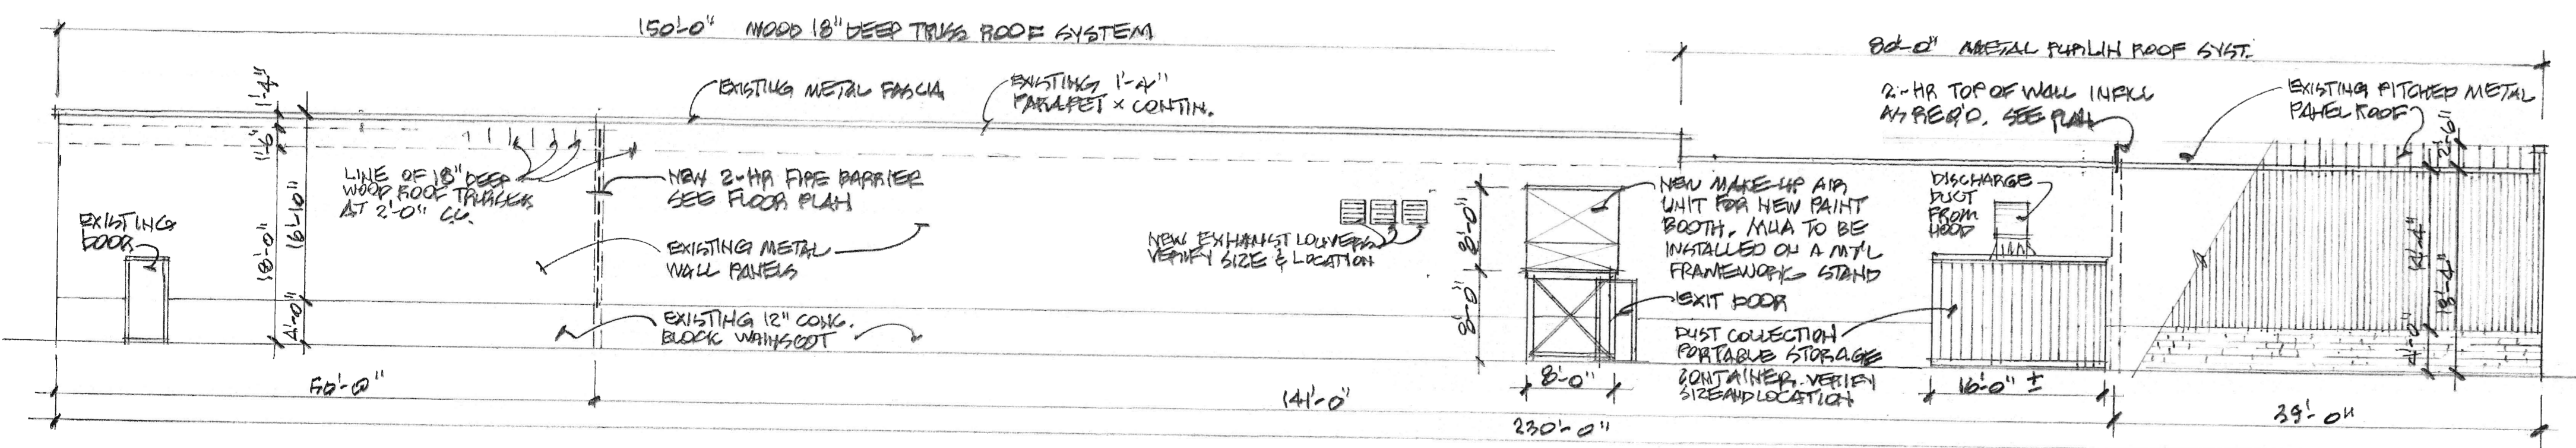 150'-0" WOOD 18" DEEP TRUSS ROOF SYSTEM
80'-0" METAL PURLIN ROOF SYST.
1'-4"
EXISTING METAL FASCIA
EXISTING 1'-4"
PARAPET × CONTIN.
2-HR TOP OF WALL INFILL
AS REQ'D. SEE PLAN
EXISTING PITCHED METAL
PANEL ROOF
2'-6"
1'-6"
LINE OF 18" DEEP
WOOD ROOF TRUSSES
AT 2'-0" O.C.
NEW 2-HR FIRE BARRIER
SEE FLOOR PLAN
EXISTING
DOOR
18'-0"
16'-10"
4'-0"
EXISTING METAL
WALL PANELS
EXISTING 12" CONC.
BLOCK WAINSCOT
NEW EXHAUST LOUVERS
VERIFY SIZE & LOCATION
8'-0"
8'-0"
NEW MAKE-UP AIR
UNIT FOR NEW PAINT
BOOTH. MUA TO BE
INSTALLED ON A MT'L
FRAMEWORK STAND
EXIT DOOR
DUST COLLECTION
PORTABLE STORAGE
CONTAINER. VERIFY
SIZE AND LOCATION
DISCHARGE
DUCT
FROM
HOOD
14'-4"
18'-4"
4'-0"
50'-0"
141'-0"
8'-0"
16'-0" ±
39'-0"
230'-0"